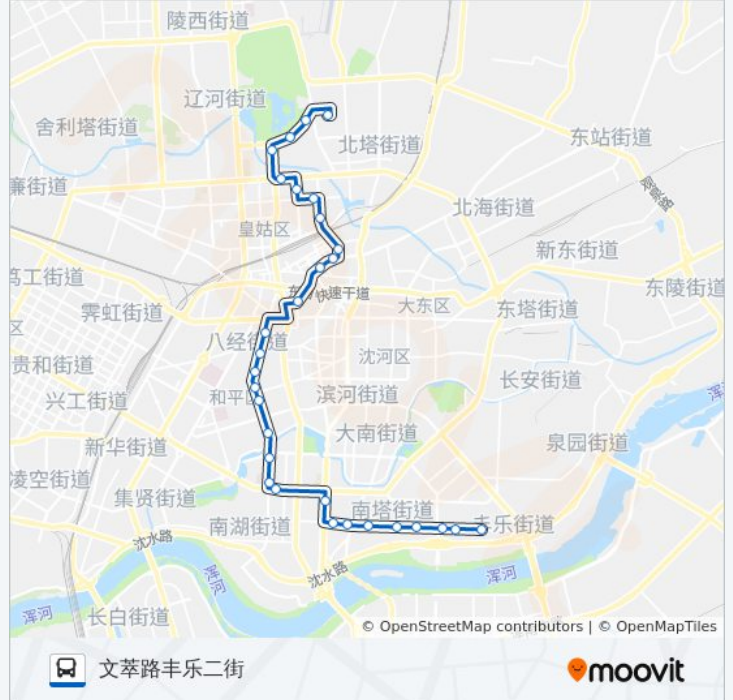 陵西街道
辽河街道
舍利塔街道
北塔街道
东站街道
廉街道
北海街道
皇姑区
新东街道
笃工街道
东陵街道
快速干道
大东区
东塔街道
霁虹街道
区
八经街道
沈河区
贵和街道
长安街道
兴工街道
和平区
滨河街道
大南街道
泉园街道
新华街道
凌空街道
集贤街道
南塔街道
南湖街道
丰乐街道
沈水路
浑河
沈水路
浑河
浑河
长白街道
© OpenStreetMap contributors | © OpenMapTiles
文萃路丰乐二街
moovit